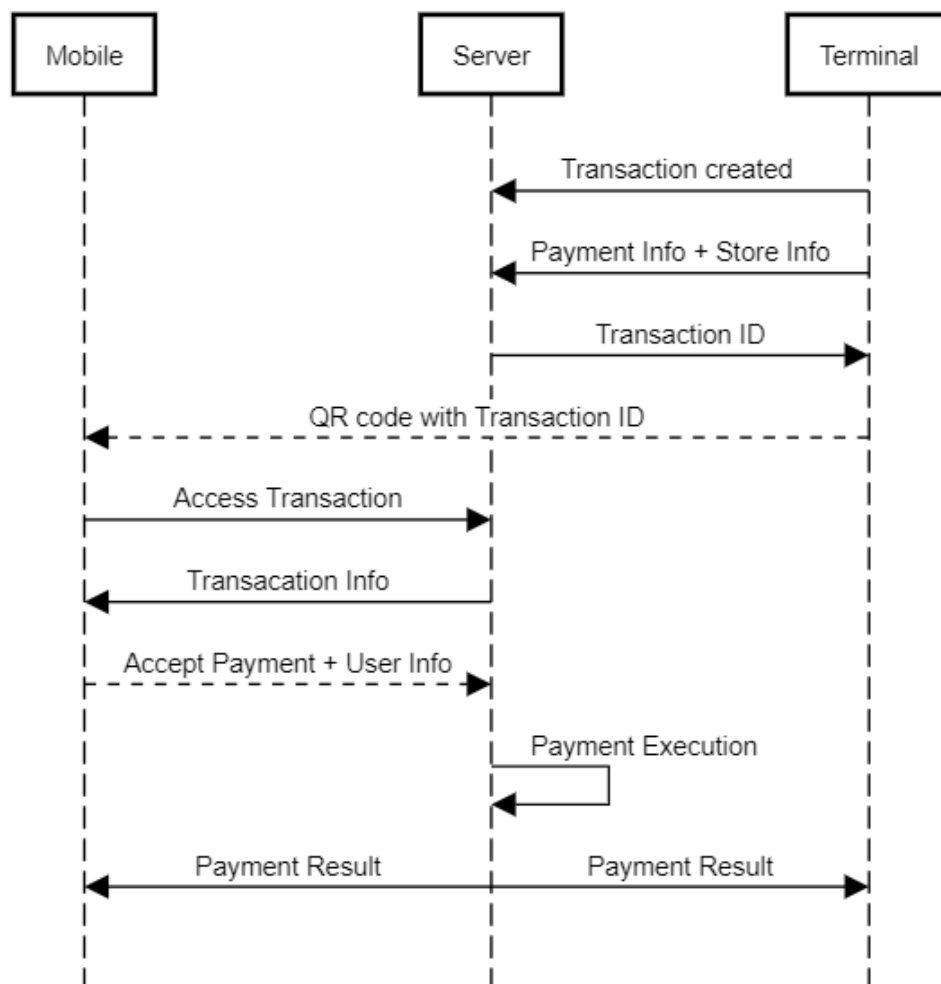 Mobile
Server
Terminal
Transaction created
Payment Info + Store Info
Transaction ID
QR code with Transaction ID
Access Transaction
Transacation Info
Accept Payment + User Info
Payment Execution
Payment Result
Payment Result